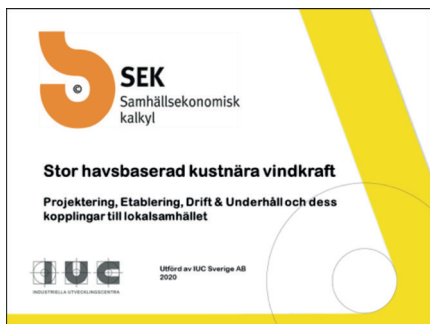 ©
SEK
Samhällsekonomisk
kalkyl
Stor havsbaserad kustnära vindkraft
Projektering, Etablering, Drift & Underhåll och dess
kopplingar till lokalsamhället
IUC
INDUSTRIELLA UTVECKLINGSCENTRA
Utförd av IUC Sverige AB
2020